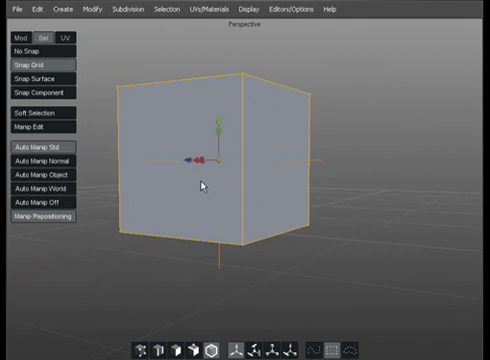 File Edit Create Modify Subdivision Selection UVs/Materials Display Editors/Options Help
Perspective
Mod Sel UV
No Snap
Snap Grid
Snap Surface
Snap Component
Soft Selection
Manip Edit
Auto Manip Std
Auto Manip Normal
Auto Manip Object
Auto Manip World
Auto Manip Off
Manip Repositioning